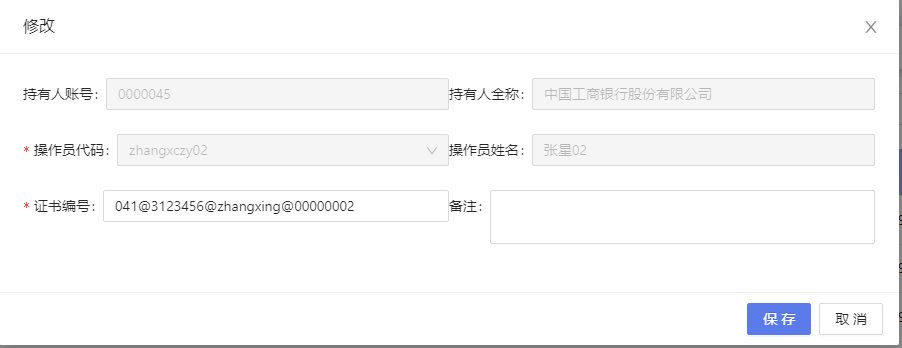 修改
持有人账号: 0000045 持有人全称: 中国工商银行股份有限公司
* 操作员代码: zhangxczy02 操作员姓名: 张星02
* 证书编号: 041@3123456@zhangxing@00000002 备注:
保存 取消